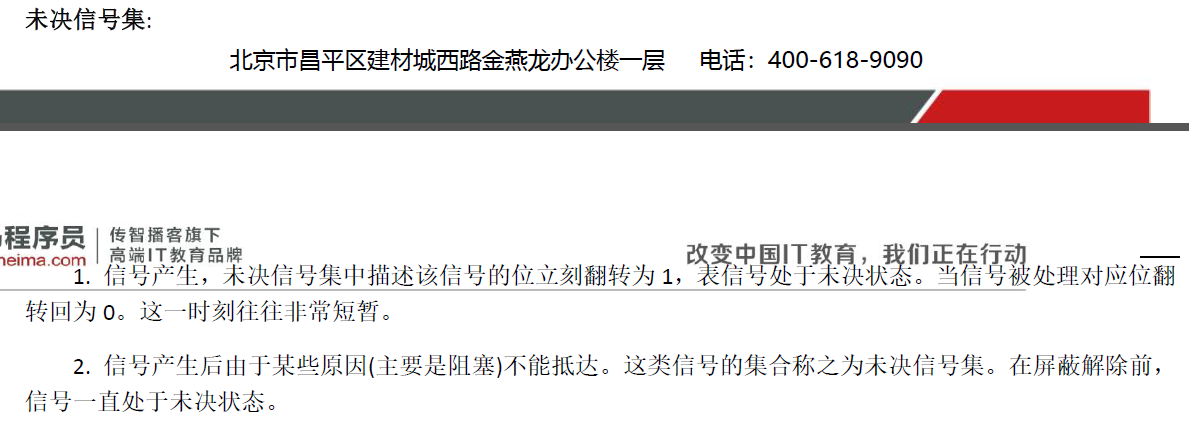 未决信号集:
北京市昌平区建材城西路金燕龙办公楼一层 电话：400-618-9090
程序员 传智播客旗下
heima.com 高端IT教育品牌
改变中国IT教育，我们正在行动
1. 信号产生，未决信号集中描述该信号的位立刻翻转为 1，表信号处于未决状态。当信号被处理对应位翻
转回为 0。这一时刻往往非常短暂。
2. 信号产生后由于某些原因(主要是阻塞)不能抵达。这类信号的集合称之为未决信号集。在屏蔽解除前，
信号一直处于未决状态。